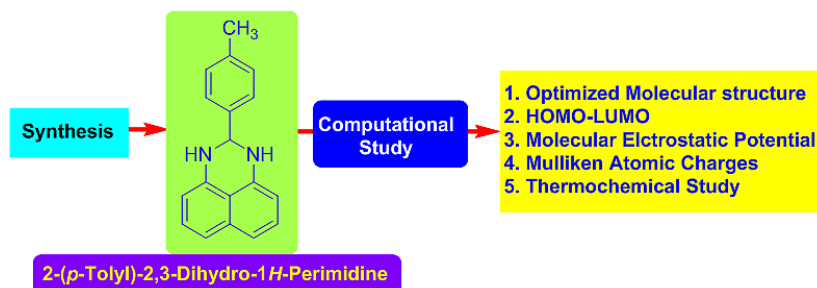 CH3
Synthesis
HN
NH
Computational
Study
1. Optimized Molecular structure
2. HOMO-LUMO
3. Molecular Elctrostatic Potential
4. Mulliken Atomic Charges
5. Thermochemical Study
2-(p-Tolyl)-2,3-Dihydro-1H-Perimidine